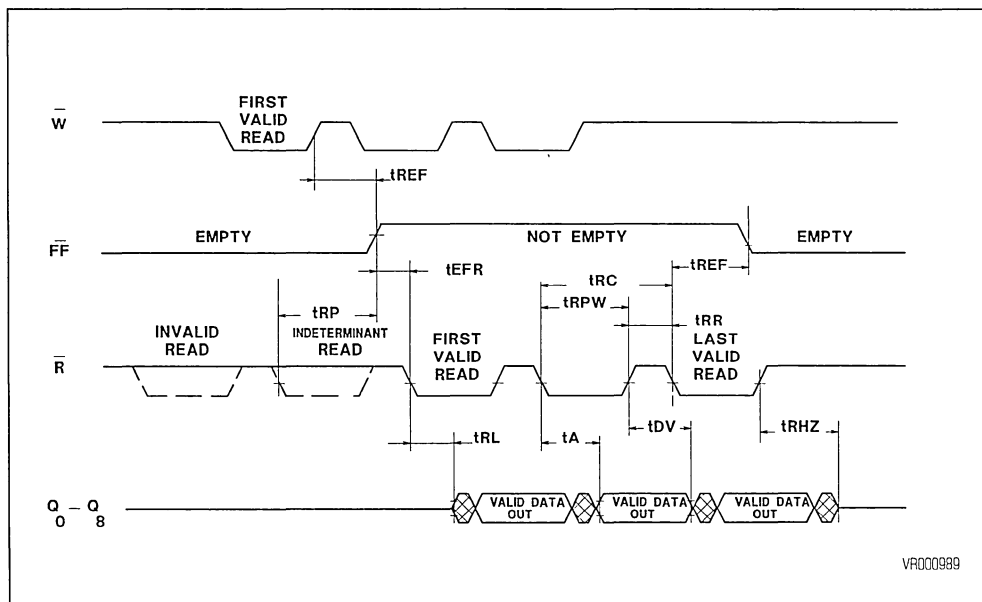 W̅
FIRST
VALID
READ
tREF
F̅F̅
EMPTY
NOT EMPTY
EMPTY
tEFR
tREF
tRC
tRP
tRPW
tRR
R̅
INVALID
READ
INDETERMINANT
READ
FIRST
VALID
READ
LAST
VALID
READ
tRL
tA
tDV
tRHZ
Q0 – Q8
VALID DATA
OUT
VALID DATA
OUT
VALID DATA
OUT
VR000989